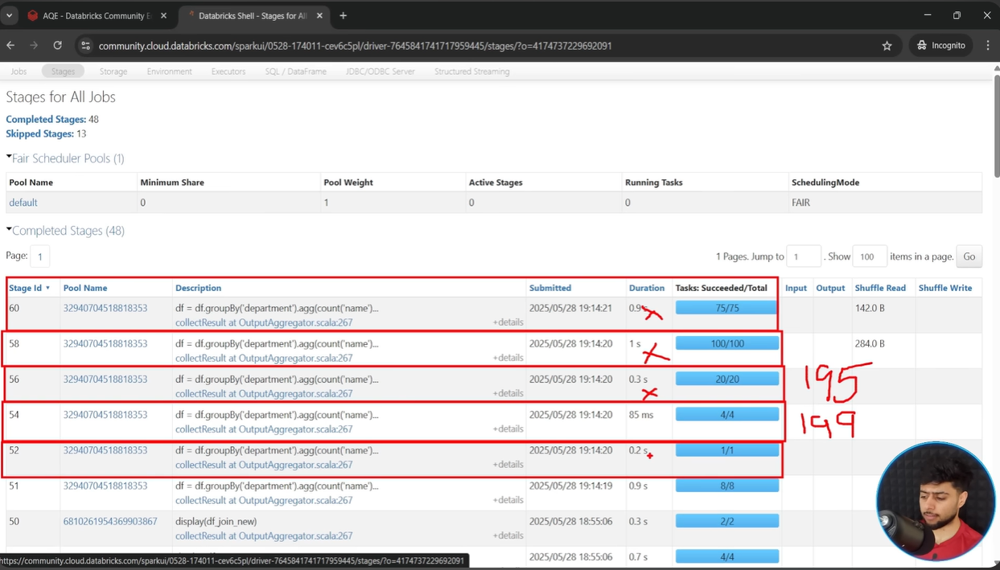 AQE - Databricks Community E
Databricks Shell - Stages for All
community.cloud.databricks.com/sparkui/0528-174011-cev6c5pl/driver-7645841741717959445/stages/?o=4174737229692091
Incognito
Jobs Stages Storage Environment Executors SQL / DataFrame JDBC/ODBC Server Structured Streaming
Stages for All Jobs
Completed Stages: 48
Skipped Stages: 13
Fair Scheduler Pools (1)
Pool Name Minimum Share Pool Weight Active Stages Running Tasks SchedulingMode
default 0 1 0 0 FAIR
Completed Stages (48)
Page: 1 1 Pages. Jump to 1 . Show 100 items in a page. Go
Stage Id Pool Name Description Submitted Duration Tasks: Succeeded/Total Input Output Shuffle Read Shuffle Write
60 32940704518818353 df = df.groupBy('department').agg(count('name')... 2025/05/28 19:14:21 0.9 s 75/75 142.0 B
collectResult at OutputAggregator.scala:267 +details
58 32940704518818353 df = df.groupBy('department').agg(count('name')... 2025/05/28 19:14:20 1 s 100/100 284.0 B
collectResult at OutputAggregator.scala:267 +details
56 32940704518818353 df = df.groupBy('department').agg(count('name')... 2025/05/28 19:14:20 0.3 s 20/20 195
collectResult at OutputAggregator.scala:267 +details
54 32940704518818353 df = df.groupBy('department').agg(count('name')... 2025/05/28 19:14:20 85 ms 4/4 199
collectResult at OutputAggregator.scala:267 +details
52 32940704518818353 df = df.groupBy('department').agg(count('name')... 2025/05/28 19:14:20 0.2 s 1/1
collectResult at OutputAggregator.scala:267 +details
51 32940704518818353 df = df.groupBy('department').agg(count('name')... 2025/05/28 19:14:19 0.9 s 8/8
collectResult at OutputAggregator.scala:267 +details
50 6810261954369903867 display(df_join_new) 2025/05/28 18:55:06 0.3 s 2/2
collectResult at OutputAggregator.scala:267 +details
2025/05/28 18:55:06 0.7 s 4/4
https://community.cloud.databricks.com/sparkui/0528-174011-cev6c5pl/driver-7645841741717959445/stages/?o=4174737229692091